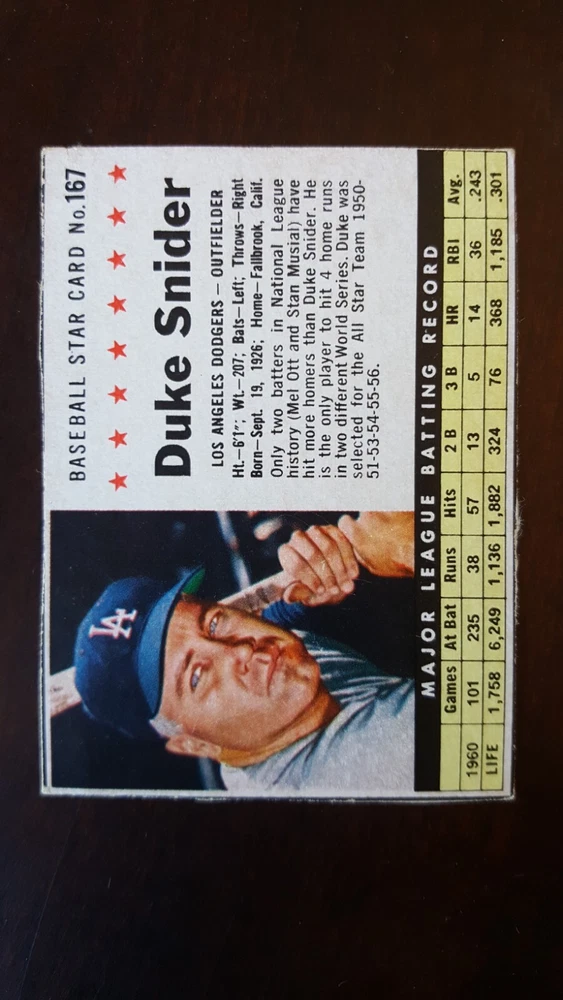 BASEBALL STAR CARD No.167
Duke Snider
LOS ANGELES DODGERS – OUTFIELDER
Ht.—6'1"; Wt.—207; Bats—Left; Throws—Right
Born—Sept. 19, 1926; Home—Fallbrook, Calif.
Only two batters in National League
history (Mel Ott and Stan Musial) have
hit more homers than Duke Snider. He
is the only player to hit 4 home runs
in two different World Series. Duke was
selected for the All Star Team 1950-
51-53-54-55-56.
LA
MAJOR LEAGUE BATTING RECORD
Games At Bat Runs Hits 2 B 3 B HR RBI Avg.
1960 101 235 38 57 13 5 14 36 .243
LIFE 1,758 6,249 1,136 1,882 324 76 368 1,185 .301